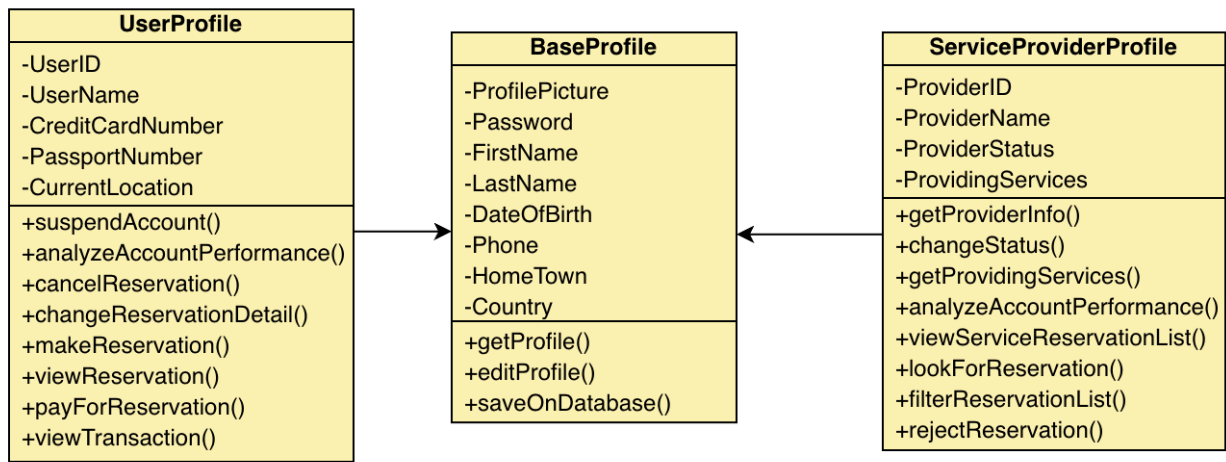 UserProfile
-UserID
-UserName
-CreditCardNumber
-PassportNumber
-CurrentLocation
+suspendAccount()
+analyzeAccountPerformance()
+cancelReservation()
+changeReservationDetail()
+makeReservation()
+viewReservation()
+payForReservation()
+viewTransaction()
BaseProfile
-ProfilePicture
-Password
-FirstName
-LastName
-DateOfBirth
-Phone
-HomeTown
-Country
+getProfile()
+editProfile()
+saveOnDatabase()
ServiceProviderProfile
-ProviderID
-ProviderName
-ProviderStatus
-ProvidingServices
+getProviderInfo()
+changeStatus()
+getProvidingServices()
+analyzeAccountPerformance()
+viewServiceReservationList()
+lookForReservation()
+filterReservationList()
+rejectReservation()